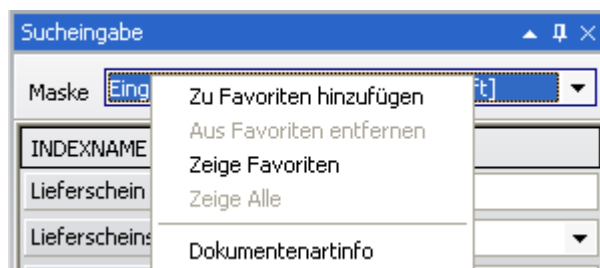 Sucheingabe
Maske Eing ft]
Zu Favoriten hinzufügen
Aus Favoriten entfernen
INDEXNAME
Zeige Favoriten
Lieferschein
Zeige Alle
Lieferscheins
Dokumentenartinfo